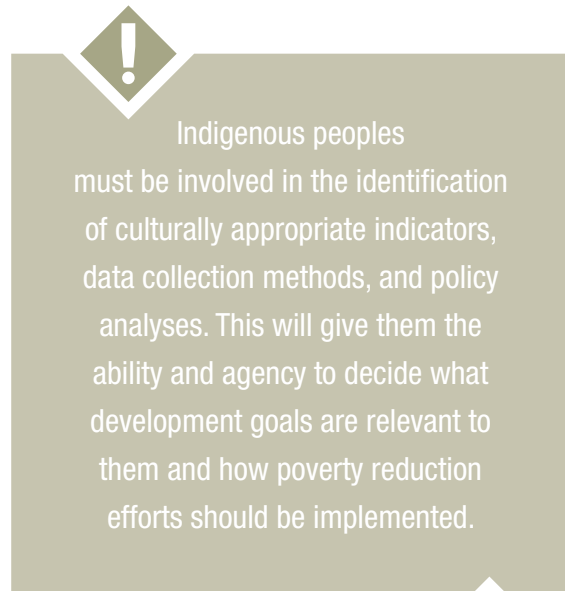 !
Indigenous peoples
must be involved in the identification
of culturally appropriate indicators,
data collection methods, and policy
analyses. This will give them the
ability and agency to decide what
development goals are relevant to
them and how poverty reduction
efforts should be implemented.